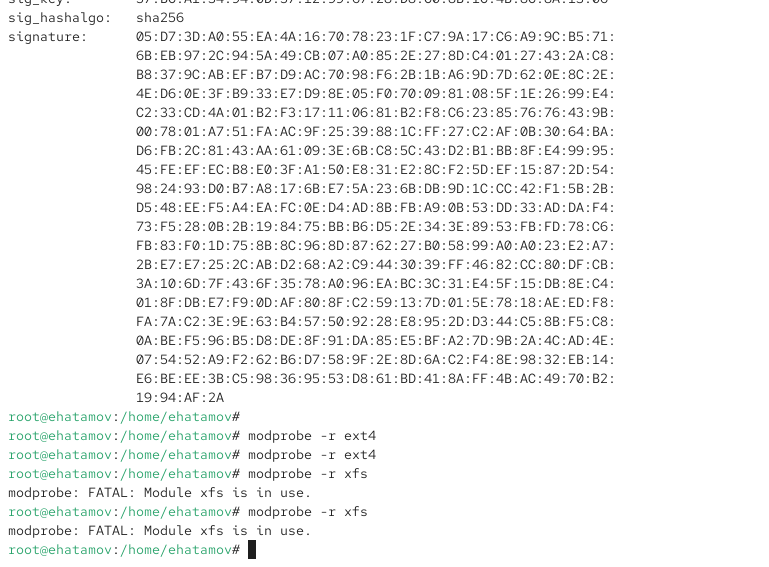 sig_hashalgo:   sha256
signature:      05:D7:3D:A0:55:EA:4A:16:70:78:23:1F:C7:9A:17:C6:A9:9C:B5:71:
6B:EB:97:2C:94:5A:49:CB:07:A0:85:2E:27:8D:C4:01:27:43:2A:C8:
B8:37:9C:AB:EF:B7:D9:AC:70:98:F6:2B:1B:A6:9D:7D:62:0E:8C:2E:
4E:D6:0E:3F:B9:33:E7:D9:8E:05:F0:70:09:81:08:5F:1E:26:99:E4:
C2:33:CD:4A:01:B2:F3:17:11:06:81:B2:F8:C6:23:85:76:76:43:9B:
00:78:01:A7:51:FA:AC:9F:25:39:88:1C:FF:27:C2:AF:0B:30:64:BA:
D6:FB:2C:81:43:AA:61:09:3E:6B:C8:5C:43:D2:B1:BB:8F:E4:99:95:
45:FE:EF:EC:B8:E0:3F:A1:50:E8:31:E2:8C:F2:5D:EF:15:87:2D:54:
98:24:93:D0:B7:A8:17:6B:E7:5A:23:6B:DB:9D:1C:CC:42:F1:5B:2B:
D5:48:EE:F5:A4:EA:FC:0E:D4:AD:8B:FB:A9:0B:53:DD:33:AD:DA:F4:
73:F5:28:0B:2B:19:84:75:BB:B6:D5:2E:34:3E:89:53:FB:FD:78:C6:
FB:83:F0:1D:75:8B:8C:96:8D:87:62:27:B0:58:99:A0:A0:23:E2:A7:
2B:E7:E7:25:2C:AB:D2:68:A2:C9:44:30:39:FF:46:82:CC:80:DF:CB:
3A:10:6D:7F:43:6F:35:78:A0:96:EA:BC:3C:31:E4:5F:15:DB:8E:C4:
01:8F:DB:E7:F9:0D:AF:80:8F:C2:59:13:7D:01:5E:78:18:AE:ED:F8:
FA:7A:C2:3E:9E:63:B4:57:50:92:28:E8:95:2D:D3:44:C5:8B:F5:C8:
0A:BE:F5:96:B5:D8:DE:8F:91:DA:85:E5:BF:A2:7D:9B:2A:4C:AD:4E:
07:54:52:A9:F2:62:B6:D7:58:9F:2E:8D:6A:C2:F4:8E:98:32:EB:14:
E6:BE:EE:3B:C5:98:36:95:53:D8:61:BD:41:8A:FF:4B:AC:49:70:B2:
19:94:AF:2A
root@ehatamov:/home/ehatamov#
root@ehatamov:/home/ehatamov# modprobe -r ext4
root@ehatamov:/home/ehatamov# modprobe -r ext4
root@ehatamov:/home/ehatamov# modprobe -r xfs
modprobe: FATAL: Module xfs is in use.
root@ehatamov:/home/ehatamov# modprobe -r xfs
modprobe: FATAL: Module xfs is in use.
root@ehatamov:/home/ehatamov#